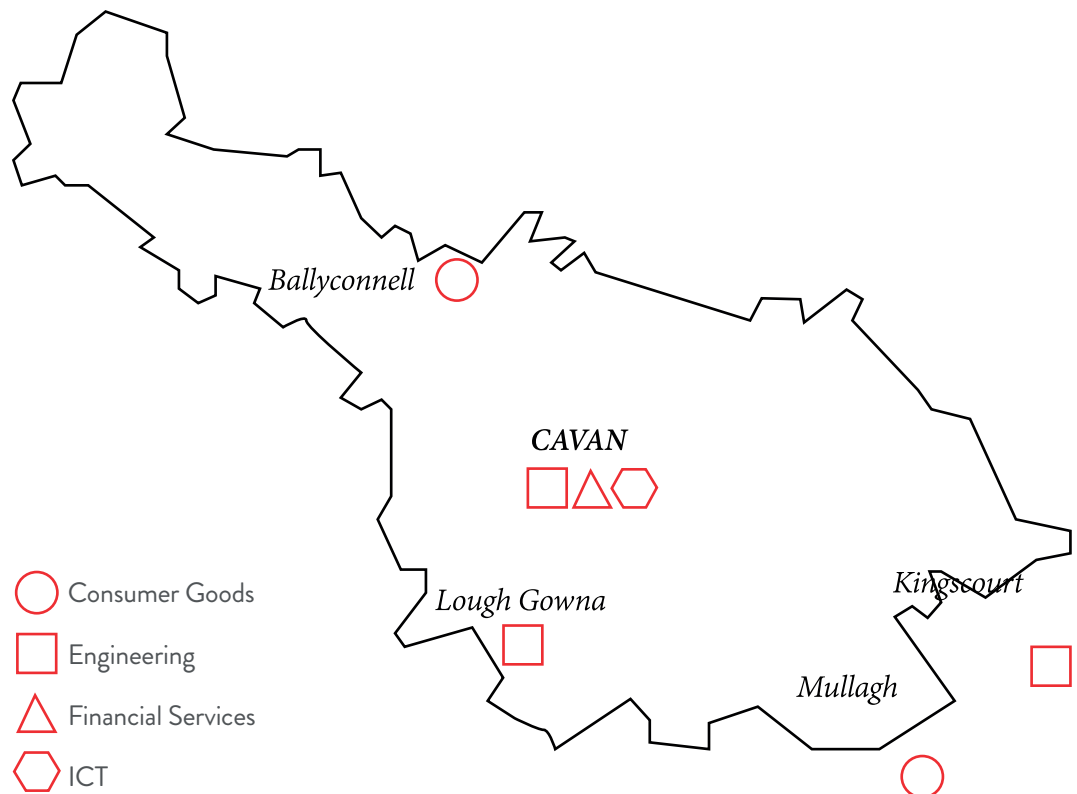 Ballyconnell
CAVAN
Kingscourt
Consumer Goods
Lough Gowna
Engineering
Mullagh
Financial Services
ICT